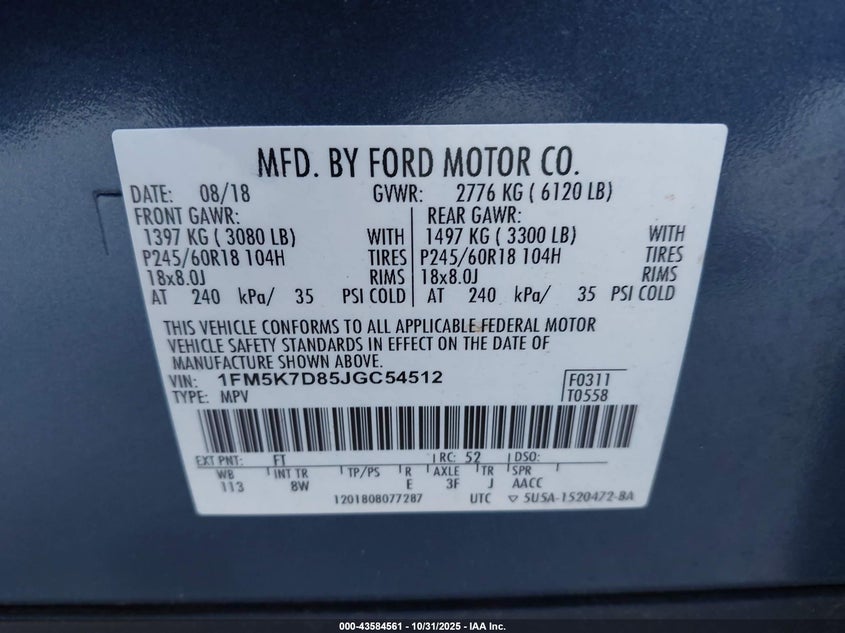 MFD. BY FORD MOTOR CO.
DATE: 08/18 GVWR: 2776 KG ( 6120 LB)
FRONT GAWR: REAR GAWR:
1397 KG ( 3080 LB) WITH 1497 KG ( 3300 LB) WITH
P245/60R18 104H TIRES P245/60R18 104H TIRES
18x8.0J RIMS 18x8.0J RIMS
AT 240 kPa/ 35 PSI COLD AT 240 kPa/ 35 PSI COLD
THIS VEHICLE CONFORMS TO ALL APPLICABLE FEDERAL MOTOR
VEHICLE SAFETY STANDARDS IN EFFECT ON THE DATE OF
MANUFACTURE SHOWN ABOVE.
VIN: 1FM5K7D85JGC54512 F0311
TYPE: MPV T0558
EXT PNT: FT RC: 52 DSO:
WB INT TR TP/PS R AXLE TR SPR
113 8W E 3F J AACC
1201808077287 UTC ▽ 5U5A-1520472-BA
000-43584561 - 10/31/2025 - IAA Inc.